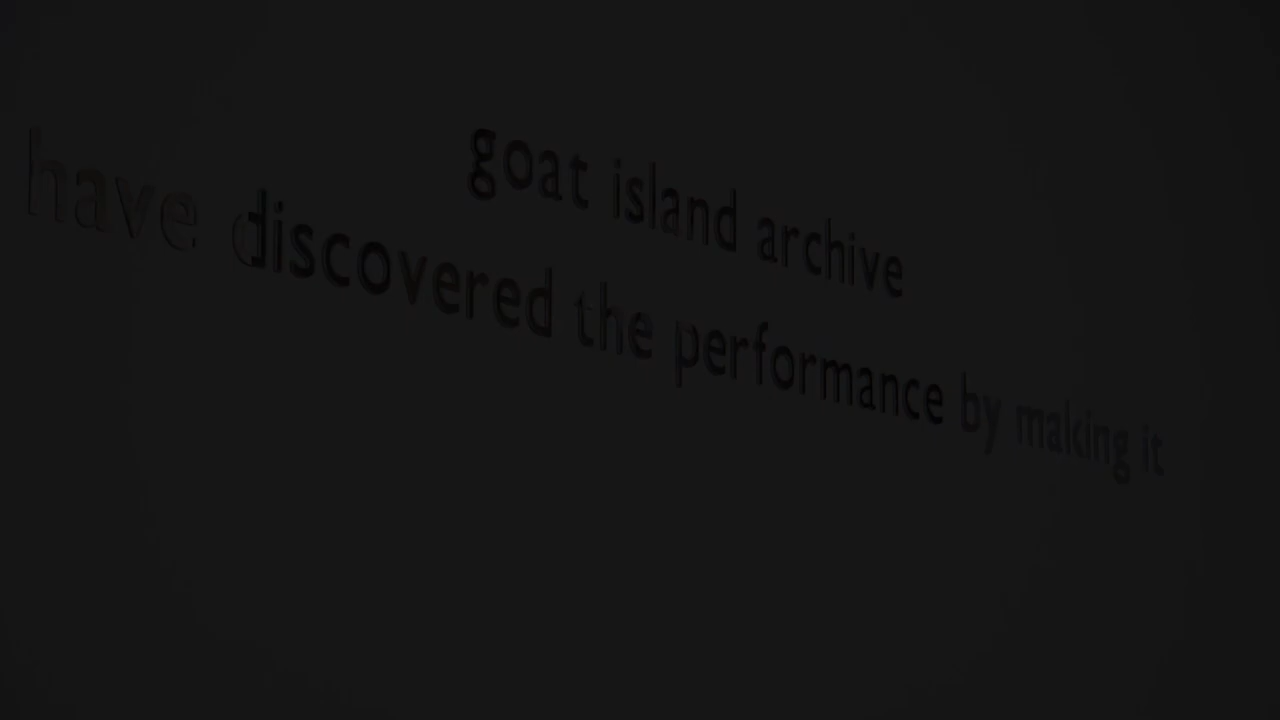 goat island archive
have discovered the performance by making it